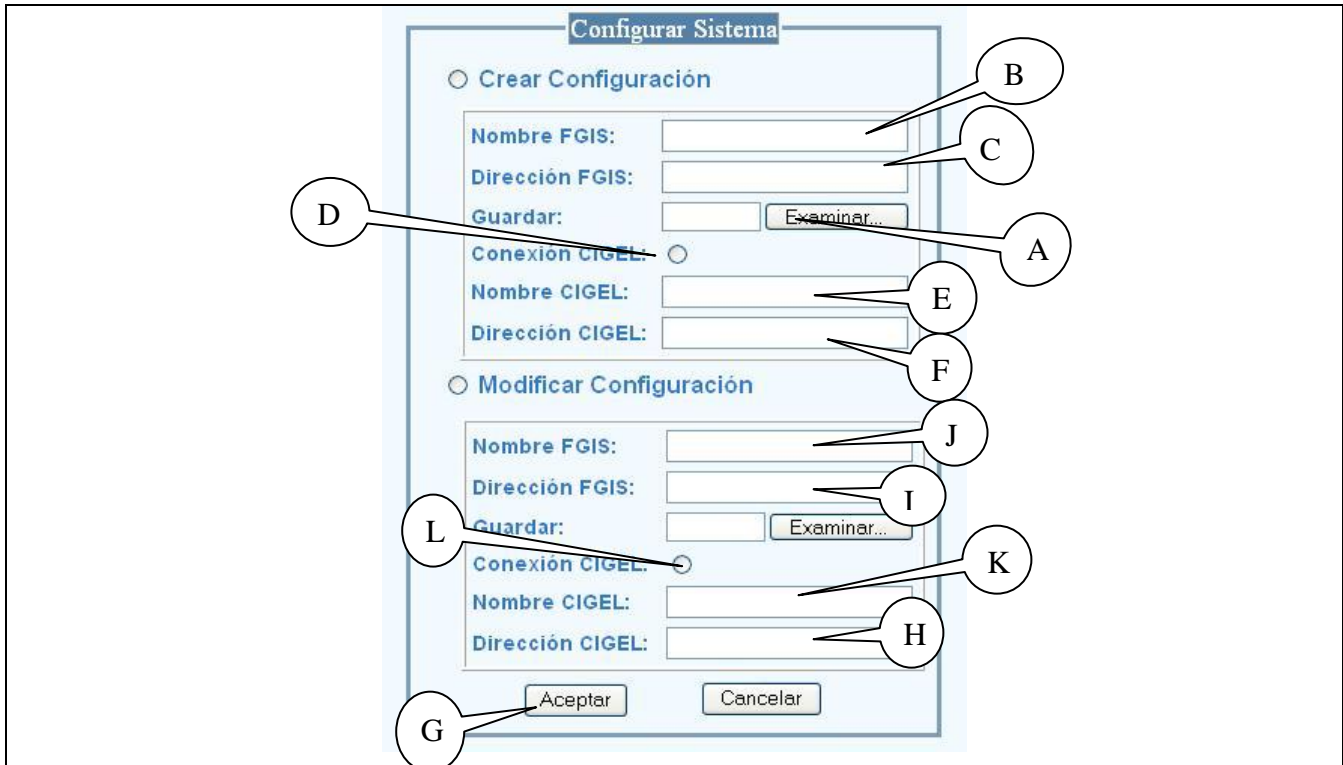 Configurar Sistema
Crear Configuración
B
Nombre FGIS:
C
Dirección FGIS:
D
Guardar: Examinar...
A
Conexión CIGEL:
Nombre CIGEL:
E
Dirección CIGEL:
F
Modificar Configuración
J
Nombre FGIS:
Dirección FGIS:
I
L
Guardar: Examinar...
K
Conexión CIGEL:
Nombre CIGEL:
H
Dirección CIGEL:
Aceptar Cancelar
G